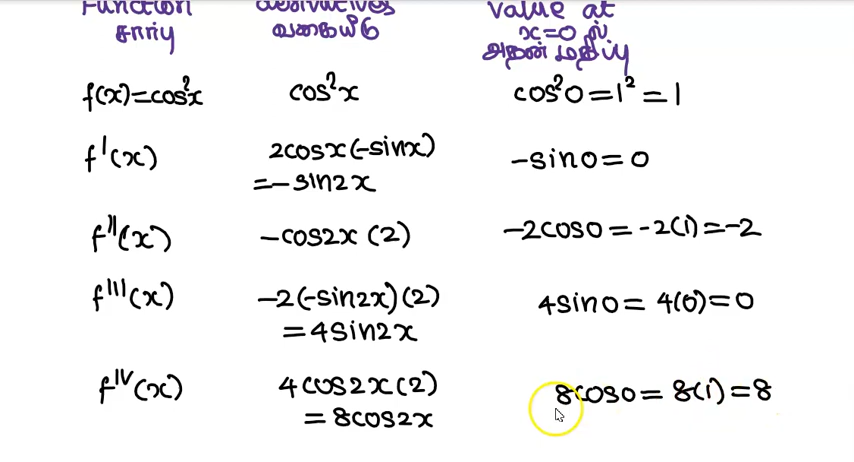 Function derivatives value at
சார்பு வகையீடு x=0 ல்
அதன் மதிப்பு
f(x)=cos²x cos²x cos²0=1²=1
f'(x) 2cosx(-sinx) -sin0=0
=-sin2x
f''(x) -cos2x(2) -2cos0=-2(1)=-2
f'''(x) -2(-sin2x)(2) 4sin0=4(0)=0
=4sin2x
f^IV(x) 4cos2x(2) 8cos0=8(1)=8
=8cos2x